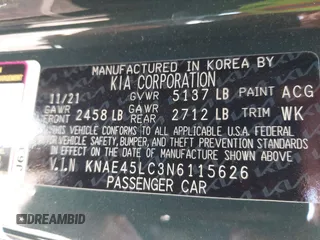 MANUFACTURED IN KOREA BY
KIA CORPORATION
11/21 GVWR 5137 LB PAINT ACG
GAWR FRONT 2458 LB GAWR REAR 2712 LB TRIM WK
THIS VEHICLE CONFORMS TO ALL APPLICABLE U.S.A. FEDERAL
MOTOR VEHICLE SAFETY, BUMPER, AND THEFT PREVENTION STANDARDS
IN EFFECT ON THE DATE OF MANUFACTURE SHOWN ABOVE.
V.I.N KNAE45LC3N6115626
PASSENGER CAR
KREAMBID